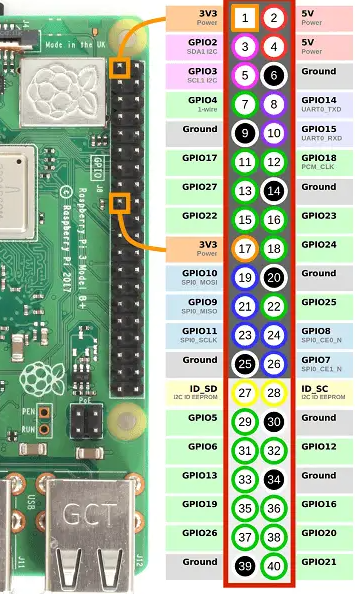 J4
Made in the UK
GPIO
J8
© Raspberry Pi 2017
Raspberry Pi 3 Model B+
PoE
PEN
RUN
USB
GCT
J11
J12
3V3 Power 1 2 5V Power
GPIO2 SDA1 I2C 3 4 5V Power
GPIO3 SCL1 I2C 5 6 Ground
GPIO4 1-wire 7 8 GPIO14 UART0_TXD
Ground 9 10 GPIO15 UART0_RXD
GPIO17 11 12 GPIO18 PCM_CLK
GPIO27 13 14 Ground
GPIO22 15 16 GPIO23
3V3 Power 17 18 GPIO24
GPIO10 SPI0_MOSI 19 20 Ground
GPIO9 SPI0_MISO 21 22 GPIO25
GPIO11 SPI0_SCLK 23 24 GPIO8 SPI0_CE0_N
Ground 25 26 GPIO7 SPI0_CE1_N
ID_SD I2C ID EEPROM 27 28 ID_SC I2C ID EEPROM
GPIO5 29 30 Ground
GPIO6 31 32 GPIO12
GPIO13 33 34 Ground
GPIO19 35 36 GPIO16
GPIO26 37 38 GPIO20
Ground 39 40 GPIO21